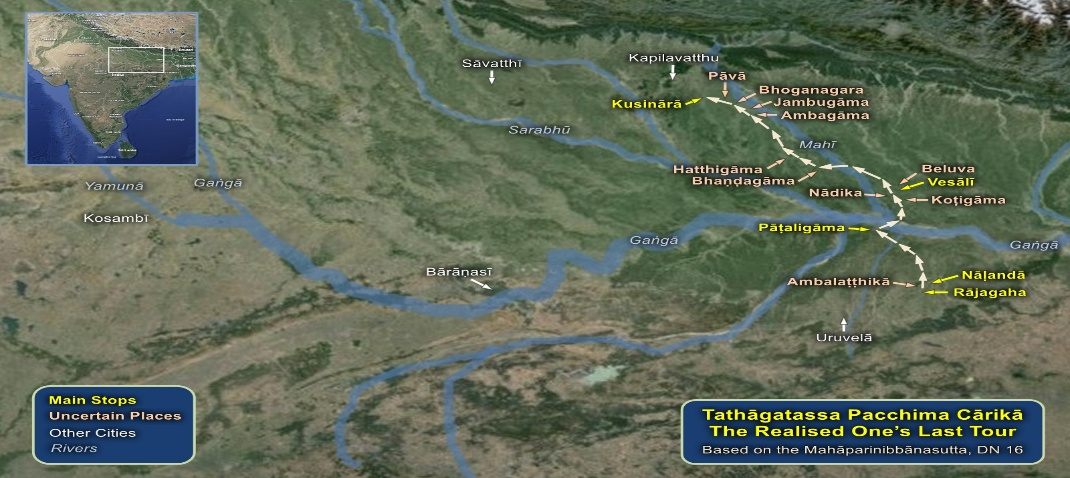 Sāvatthī
Kapilavatthu
Pāvā
Bhoganagara
Kusinārā
Jambugāma
Ambagāma
Sarabhū
Mahī
Hatthigāma
Beluva
Bhaṇḍagāma
Vesālī
Yamunā
Gaṅgā
Nādika
Koṭigāma
Kosambī
Pāṭaligāma
Gaṅgā
Gaṅgā
Bārāṇasī
Nāḷandā
Ambalaṭṭhikā
Rājagaha
Uruvelā
Main Stops
Uncertain Places
Other Cities
Rivers
Tathāgatassa Pacchima Cārikā
The Realised One's Last Tour
Based on the Mahāparinibbānasutta, DN 16